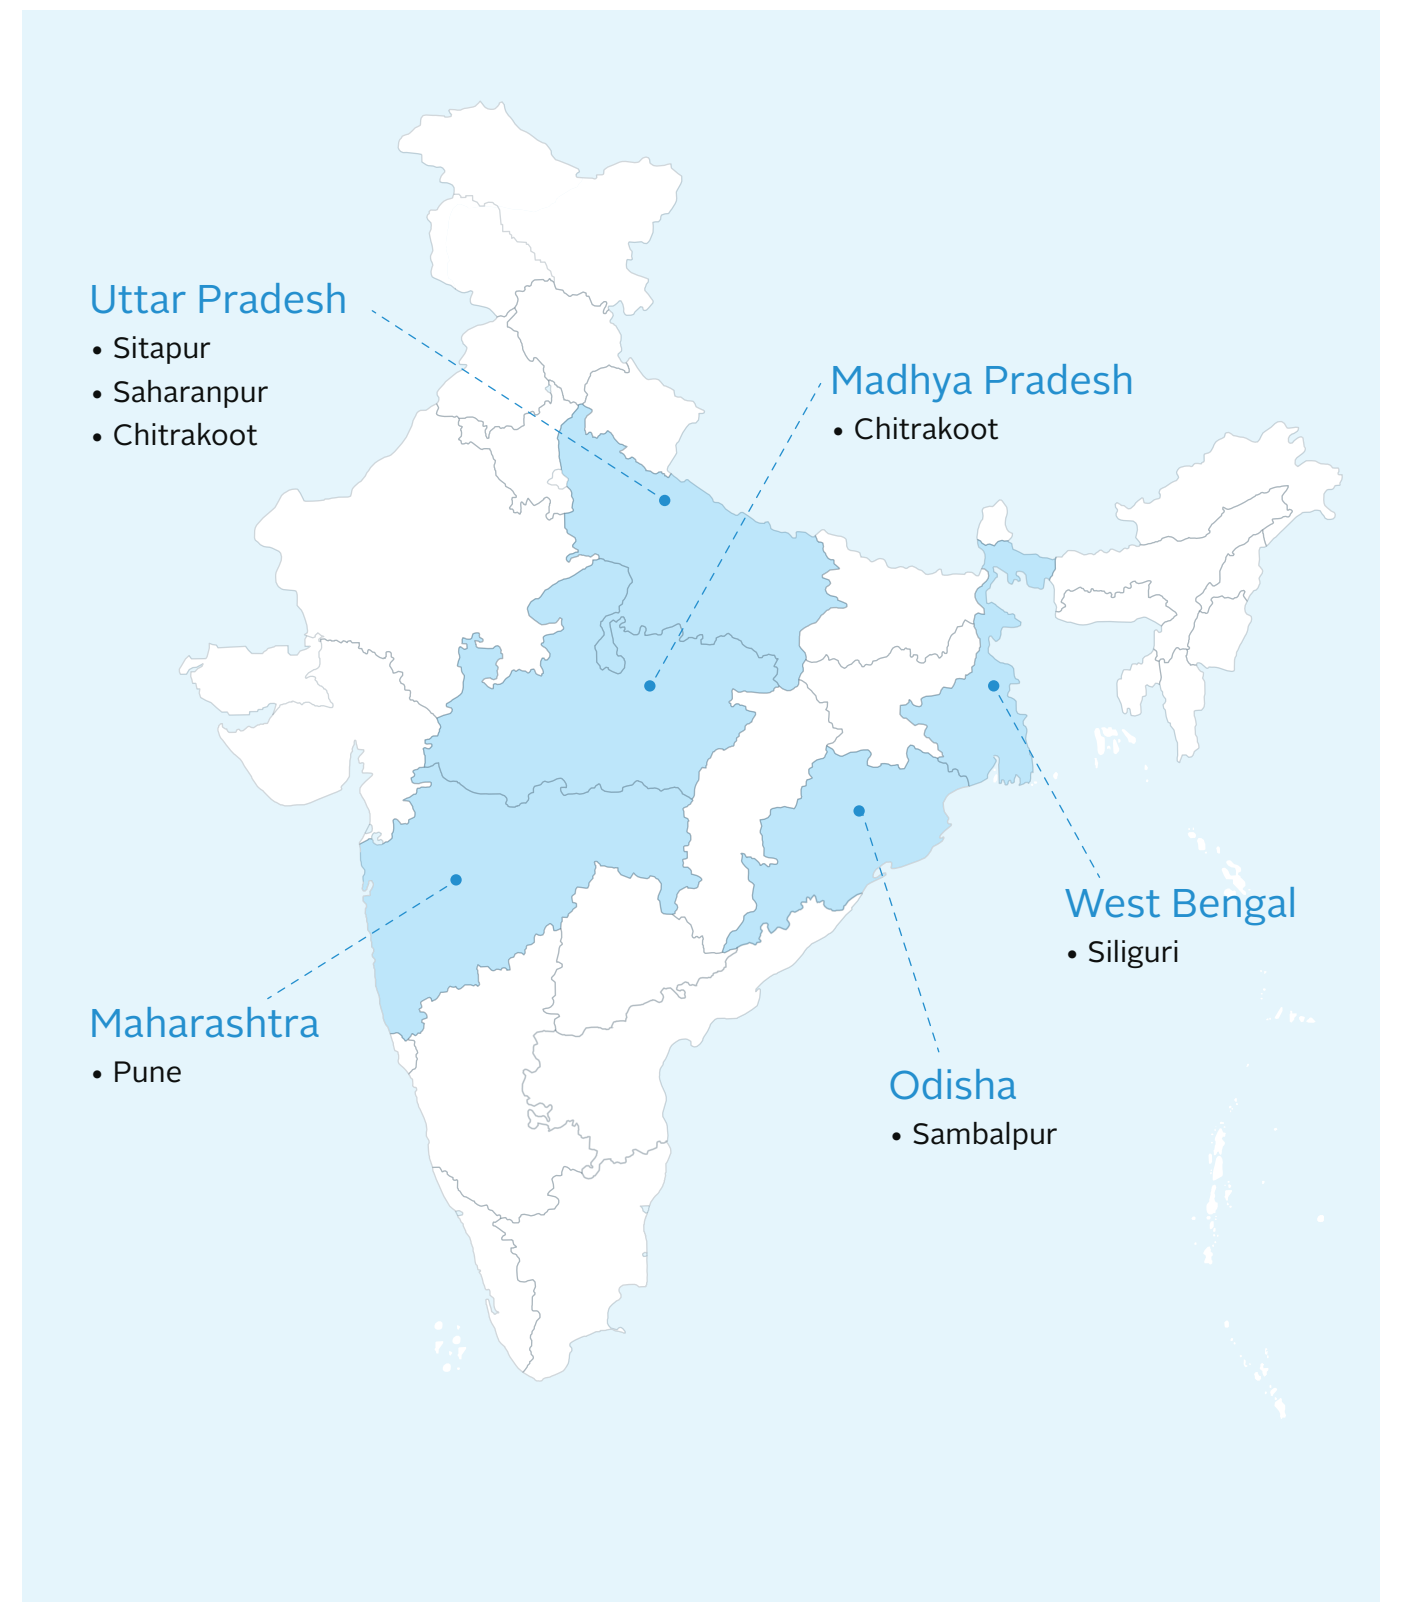 Uttar Pradesh
• Sitapur
• Saharanpur
• Chitrakoot
Madhya Pradesh
• Chitrakoot
West Bengal
• Siliguri
Maharashtra
• Pune
Odisha
• Sambalpur